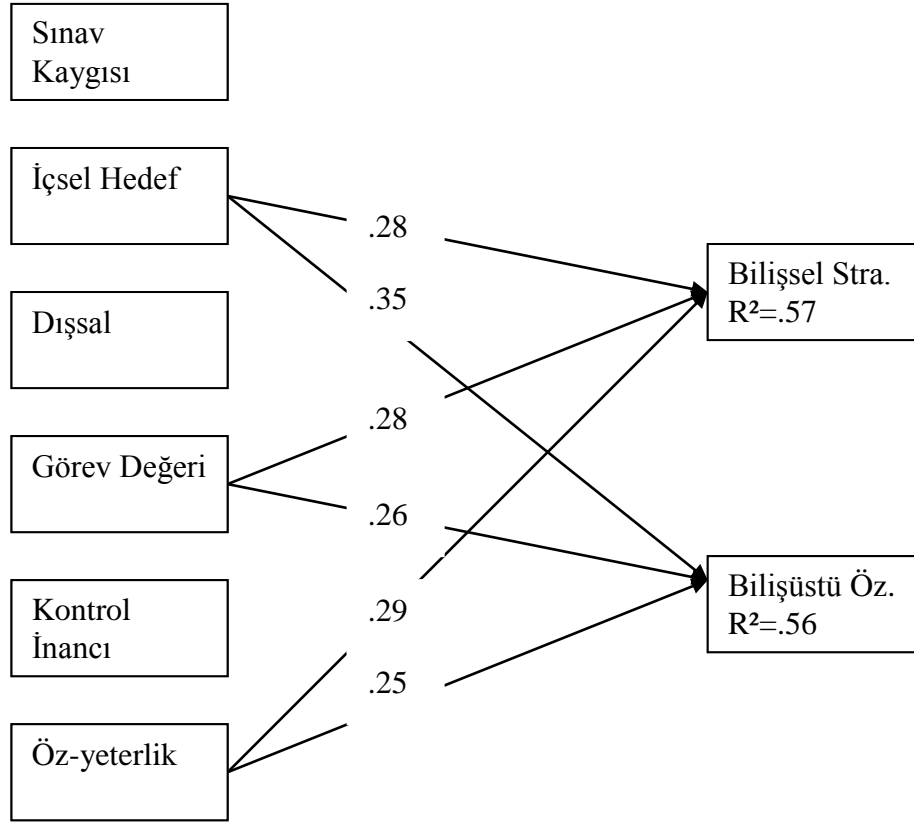 Sınav
Kaygısı
İçsel Hedef
Dışsal
Görev Değeri
Kontrol
İnancı
Öz-yeterlik
.28
.35
.28
.26
.29
.25
Bilişsel Stra.
R²=.57
Bilişüstü Öz.
R²=.56